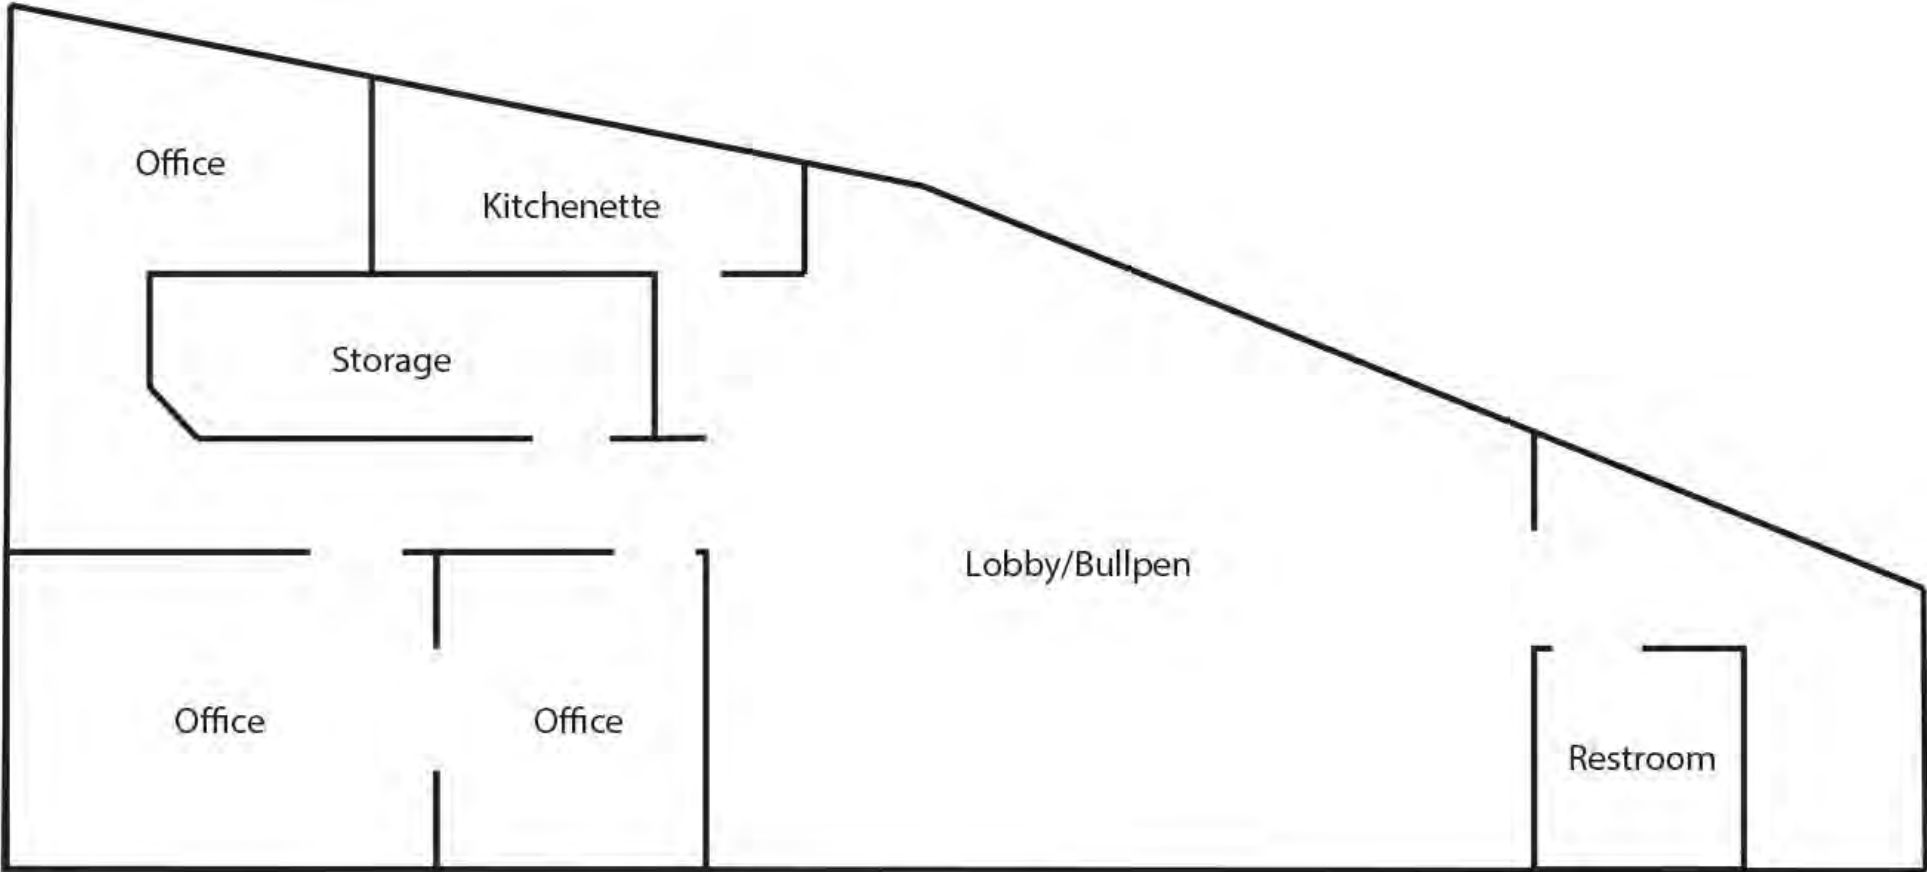 Office
Kitchenette
Storage
Lobby/Bullpen
Office
Office
Restroom